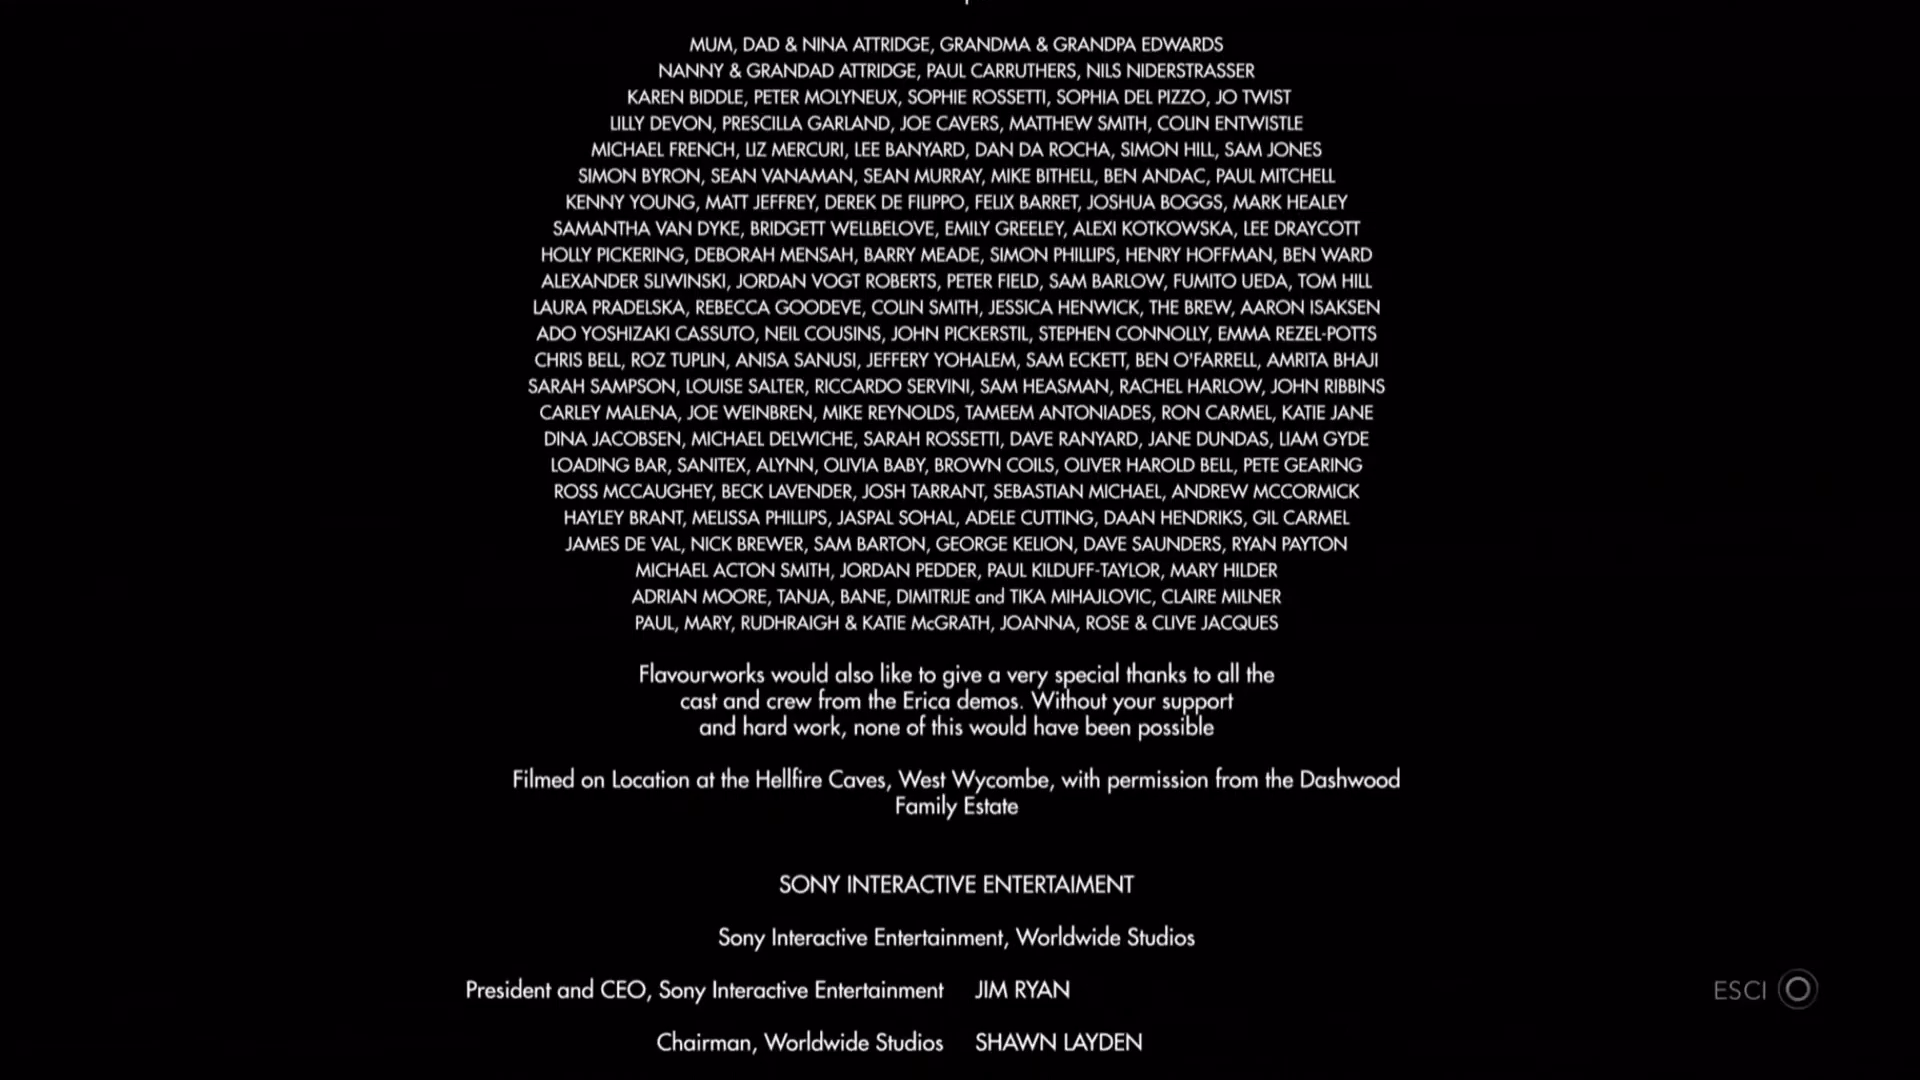 MUM, DAD & NINA ATTRIDGE, GRANDMA & GRANDPA EDWARDS
NANNY & GRANDAD ATTRIDGE, PAUL CARRUTHERS, NILS NIDERSTRASSER
KAREN BIDDLE, PETER MOLYNEUX, SOPHIE ROSSETTI, SOPHIA DEL PIZZO, JO TWIST
LILLY DEVON, PRESCILLA GARLAND, JOE CAVERS, MATTHEW SMITH, COLIN ENTWISTLE
MICHAEL FRENCH, LIZ MERCURI, LEE BANYARD, DAN DA ROCHA, SIMON HILL, SAM JONES
SIMON BYRON, SEAN VANAMAN, SEAN MURRAY, MIKE BITHELL, BEN ANDAC, PAUL MITCHELL
KENNY YOUNG, MATT JEFFREY, DEREK DE FILIPPO, FELIX BARRET, JOSHUA BOGGS, MARK HEALEY
SAMANTHA VAN DYKE, BRIDGETT WELLBELOVE, EMILY GREELEY, ALEXI KOTKOWSKA, LEE DRAYCOTT
HOLLY PICKERING, DEBORAH MENSAH, BARRY MEADE, SIMON PHILLIPS, HENRY HOFFMAN, BEN WARD
ALEXANDER SLIWINSKI, JORDAN VOGT ROBERTS, PETER FIELD, SAM BARLOW, FUMITO UEDA, TOM HILL
LAURA PRADELSKA, REBECCA GOODEVE, COLIN SMITH, JESSICA HENWICK, THE BREW, AARON ISAKSEN
ADO YOSHIZAKI CASSUTO, NEIL COUSINS, JOHN PICKERSTIL, STEPHEN CONNOLLY, EMMA REZEL-POTTS
CHRIS BELL, ROZ TUPLIN, ANISA SANUSI, JEFFERY YOHALEM, SAM ECKETT, BEN O'FARRELL, AMRITA BHAJI
SARAH SAMPSON, LOUISE SALTER, RICCARDO SERVINI, SAM HEASMAN, RACHEL HARLOW, JOHN RIBBINS
CARLEY MALENA, JOE WEINBREN, MIKE REYNOLDS, TAMEEM ANTONIADES, RON CARMEL, KATIE JANE
DINA JACOBSEN, MICHAEL DELWICHE, SARAH ROSSETTI, DAVE RANYARD, JANE DUNDAS, LIAM GYDE
LOADING BAR, SANITEX, ALYNN, OLIVIA BABY, BROWN COILS, OLIVER HAROLD BELL, PETE GEARING
ROSS MCCAUGHEY, BECK LAVENDER, JOSH TARRANT, SEBASTIAN MICHAEL, ANDREW MCCORMICK
HAYLEY BRANT, MELISSA PHILLIPS, JASPAL SOHAL, ADELE CUTTING, DAAN HENDRIKS, GIL CARMEL
JAMES DE VAL, NICK BREWER, SAM BARTON, GEORGE KELION, DAVE SAUNDERS, RYAN PAYTON
MICHAEL ACTON SMITH, JORDAN PEDDER, PAUL KILDUFF-TAYLOR, MARY HILDER
ADRIAN MOORE, TANJA, BANE, DIMITRIJE and TIKA MIHAJLOVIC, CLAIRE MILNER
PAUL, MARY, RUDHRAIGH & KATIE McGRATH, JOANNA, ROSE & CLIVE JACQUES
Flavourworks would also like to give a very special thanks to all the
cast and crew from the Erica demos. Without your support
and hard work, none of this would have been possible
Filmed on Location at the Hellfire Caves, West Wycombe, with permission from the Dashwood
Family Estate
SONY INTERACTIVE ENTERTAIMENT
Sony Interactive Entertainment, Worldwide Studios
President and CEO, Sony Interactive Entertainment JIM RYAN
ESCI
Chairman, Worldwide Studios SHAWN LAYDEN